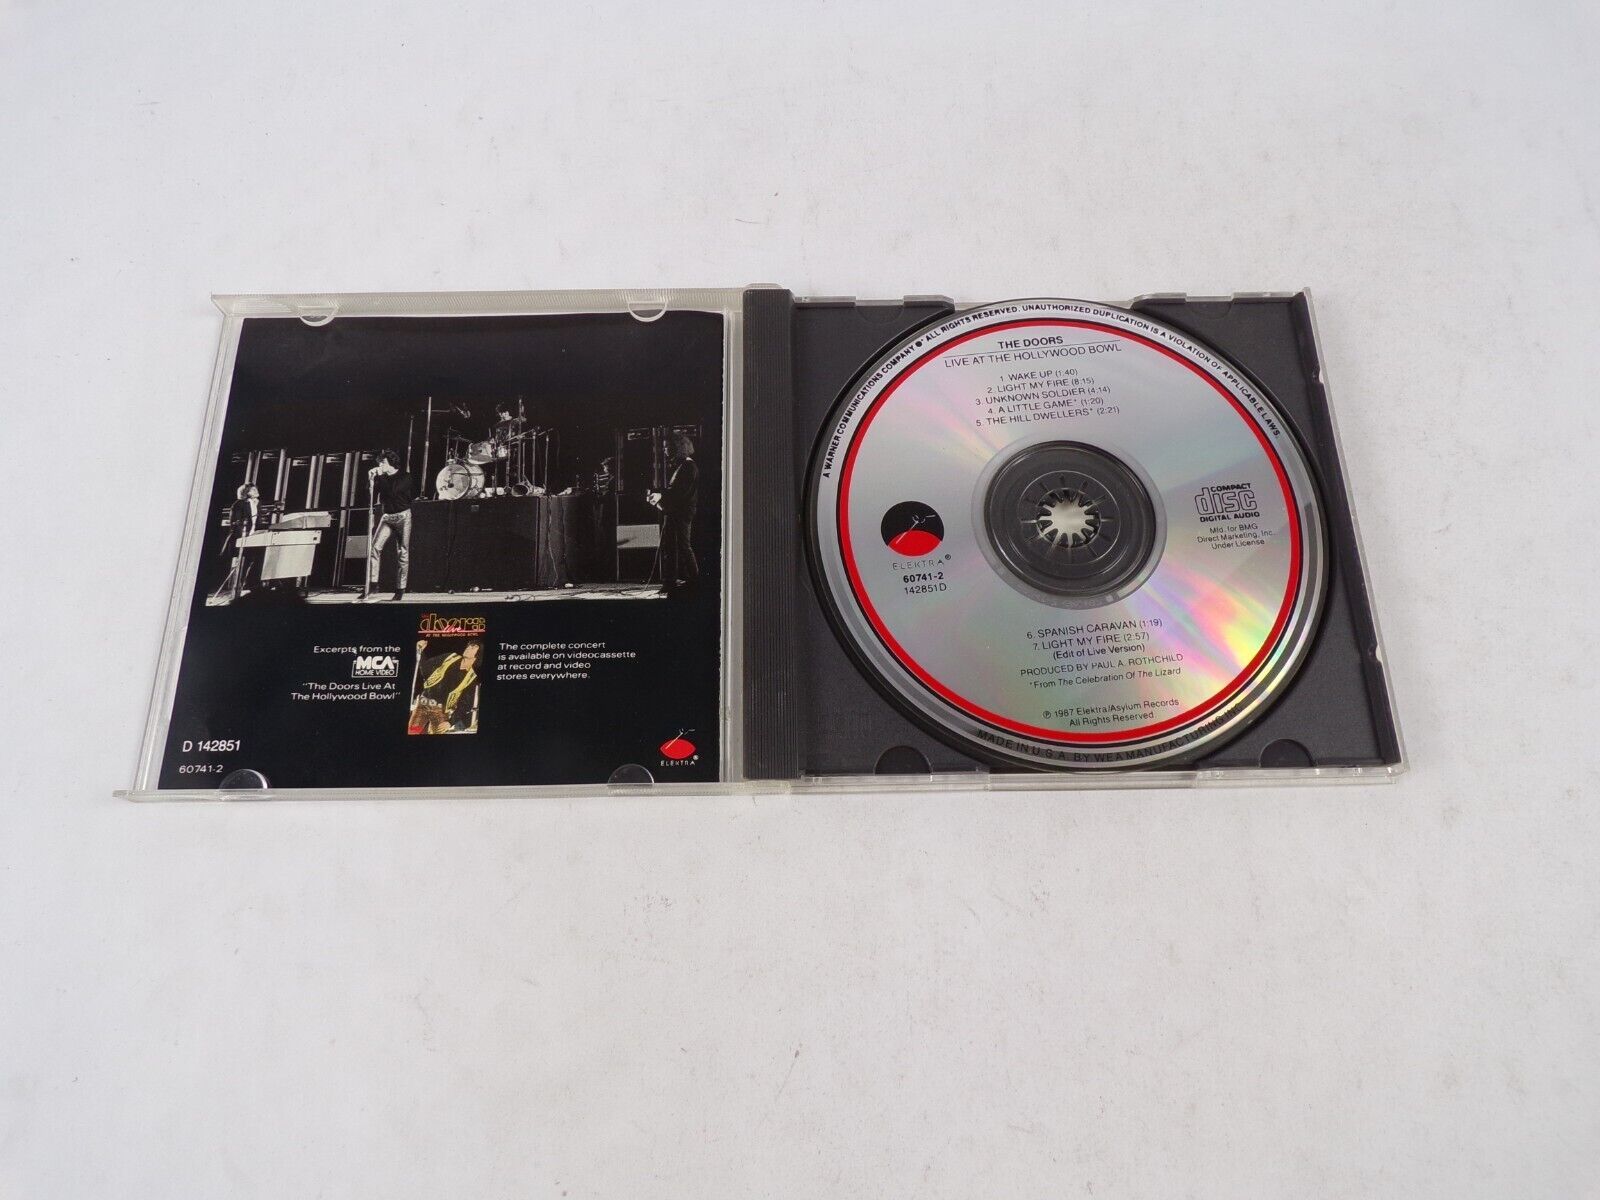 Excerpts from the
MCA
HOME VIDEO
"The Doors Live At
The Hollywood Bowl"
the doors
live
AT THE HOLLYWOOD BOWL
The complete concert
is available on videocassette
at record and video
stores everywhere.
D 142851
60741-2
ELEKTRA ®
A WARNER COMMUNICATIONS COMPANY ● ALL RIGHTS RESERVED. UNAUTHORIZED DUPLICATION IS A VIOLATION OF APPLICABLE LAWS.
THE DOORS
LIVE AT THE HOLLYWOOD BOWL
1. WAKE UP (1:40)
2. LIGHT MY FIRE (8:15)
3. UNKNOWN SOLDIER (4:14)
4. A LITTLE GAME* (1:20)
5. THE HILL DWELLERS* (2:21)
ELEKTRA ®
60741-2
142851D
COMPACT
disc
DIGITAL AUDIO
Mfd. for BMG
Direct Marketing, Inc.
Under License
6. SPANISH CARAVAN (1:19)
7. LIGHT MY FIRE (2:57)
(Edit of Live Version)
PRODUCED BY PAUL A. ROTHCHILD
*From The Celebration Of The Lizard
℗ 1987 Elektra/Asylum Records
All Rights Reserved.
MADE IN U.S.A. BY WEA MANUFACTURING INC.